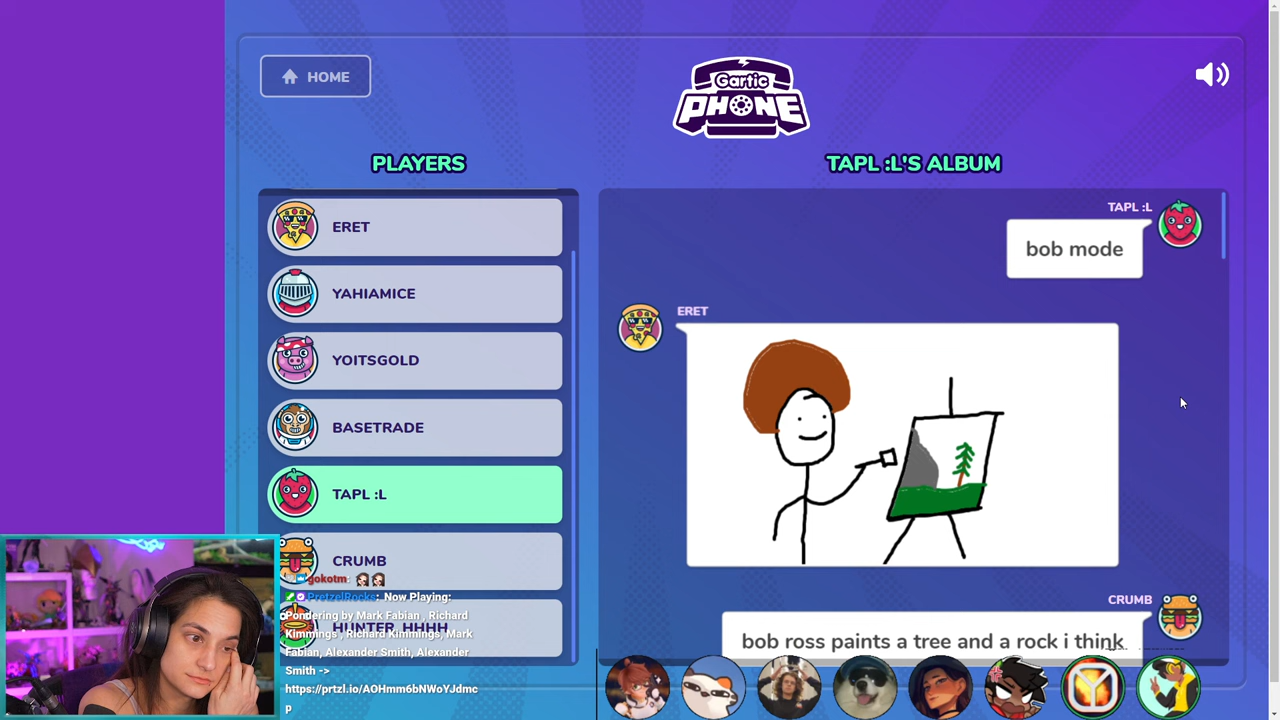 HOME
Gartic
PHONE
PLAYERS
TAPL :L'S ALBUM
ERET
YAHIAMICE
YOITSGOLD
BASETRADE
TAPL :L
CRUMB
HUNTER_HHHH
TAPL :L
bob mode
ERET
CRUMB
bob ross paints a tree and a rock i think
gokotm:
PretzelRocks: Now Playing:
Pondering by Mark Fabian , Richard
Kimmings , Richard Kimmings, Mark
Fabian, Alexander Smith, Alexander
Smith ->
https://prtzl.io/AOHmm6bNWoYJdmc
p